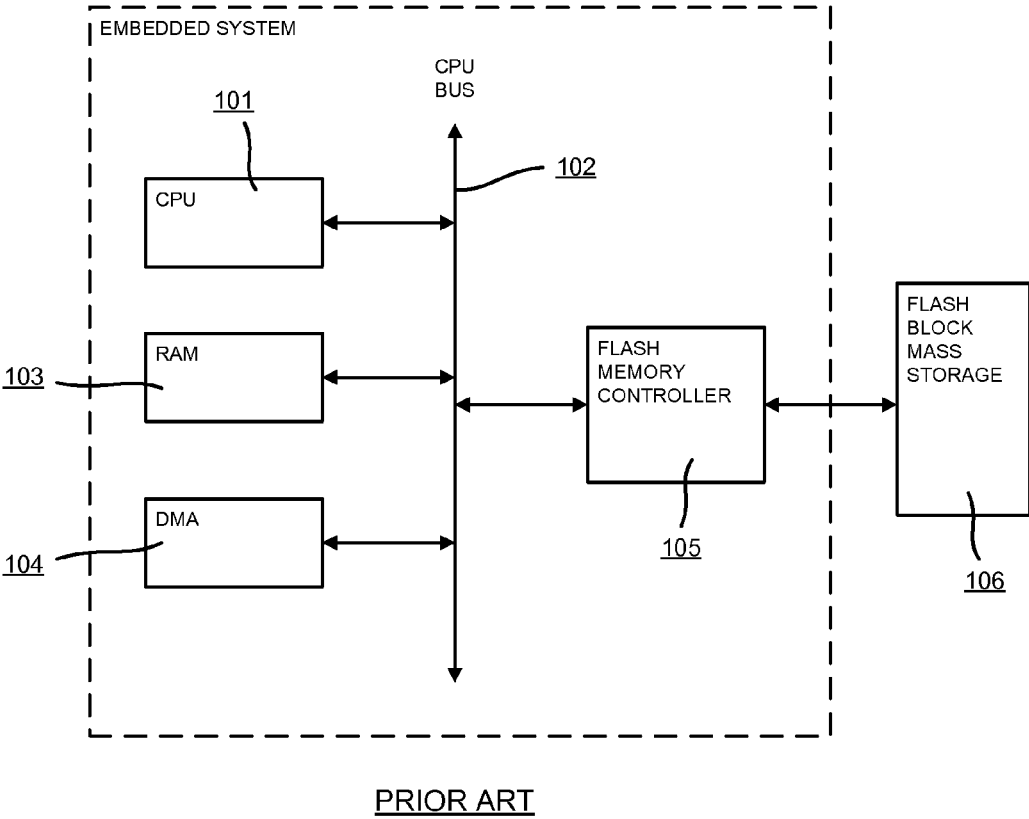 EMBEDDED SYSTEM
CPU
BUS
101
102
CPU
103
RAM
104
DMA
FLASH
MEMORY
CONTROLLER
105
FLASH
BLOCK
MASS
STORAGE
106
PRIOR ART